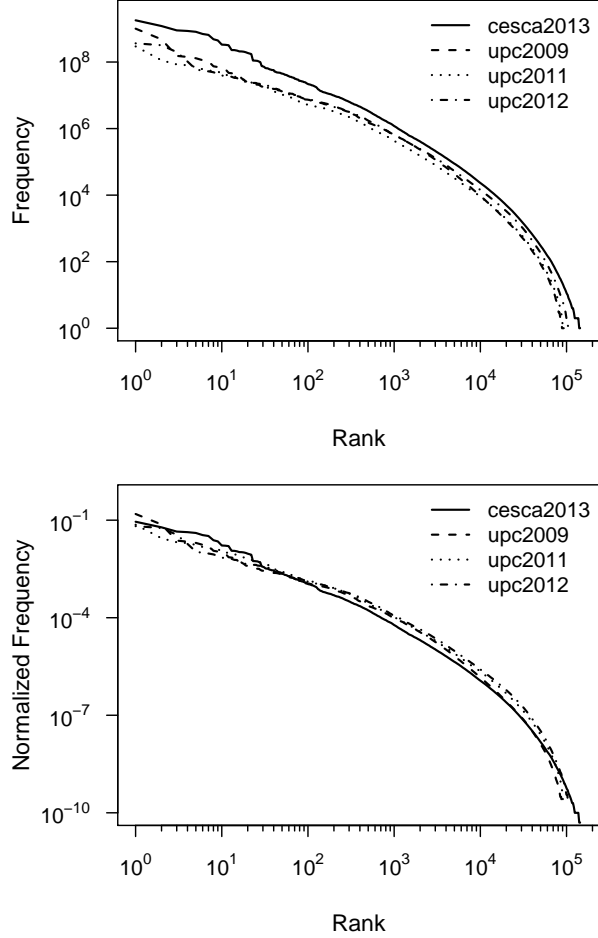 Frequency
10^8
10^6
10^4
10^2
10^0
cesca2013
upc2009
upc2011
upc2012
10^0 10^1 10^2 10^3 10^4 10^5
Rank
Normalized Frequency
10^−1
10^−4
10^−7
10^−10
cesca2013
upc2009
upc2011
upc2012
10^0 10^1 10^2 10^3 10^4 10^5
Rank